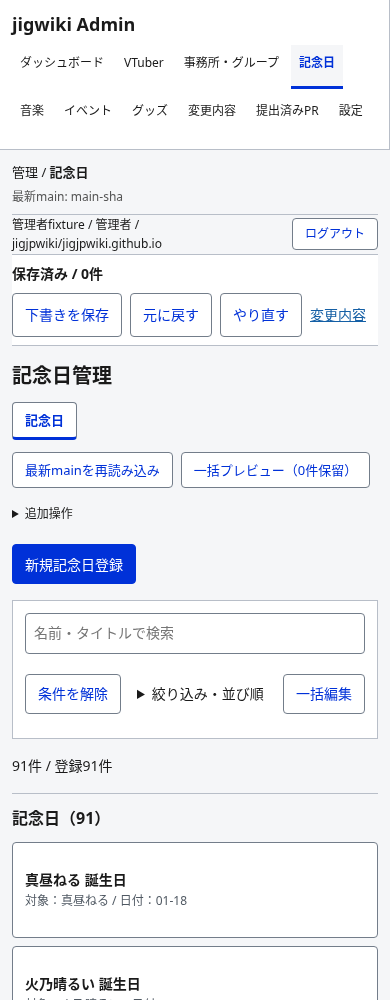 jigwiki Admin
ダッシュボード VTuber 事務所・グループ 記念日
音楽 イベント グッズ 変更内容 提出済みPR 設定
管理 / 記念日
最新main: main-sha
管理者fixture / 管理者 /
jigjpwiki/jigjpwiki.github.io
ログアウト
保存済み / 0件
下書きを保存 元に戻す やり直す 変更内容
記念日管理
記念日
最新mainを再読み込み 一括プレビュー（0件保留）
▶ 追加操作
新規記念日登録
名前・タイトルで検索
条件を解除 ▶ 絞り込み・並び順 一括編集
91件 / 登録91件
記念日（91）
真昼ねる 誕生日
対象：真昼ねる / 日付：01-18
火乃晴るい 誕生日